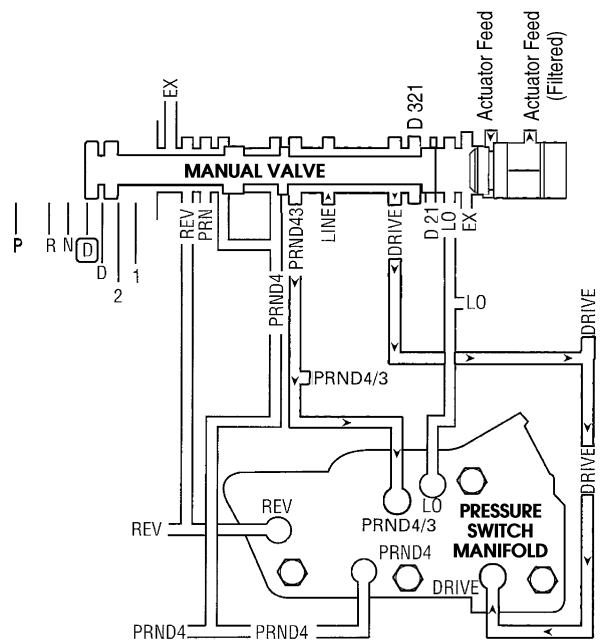 Actuator Feed
Actuator Feed
(Filtered)
EX
D 321
MANUAL VALVE
REV
PRN
PRND4
PRND43
LINE
DRIVE
D 21
LO
EX
P
R
N
D
D
2
1
LO
DRIVE
PRND4/3
DRIVE
REV
REV
PRND4/3
LO
PRESSURE
SWITCH
MANIFOLD
PRND4
DRIVE
PRND4
PRND4